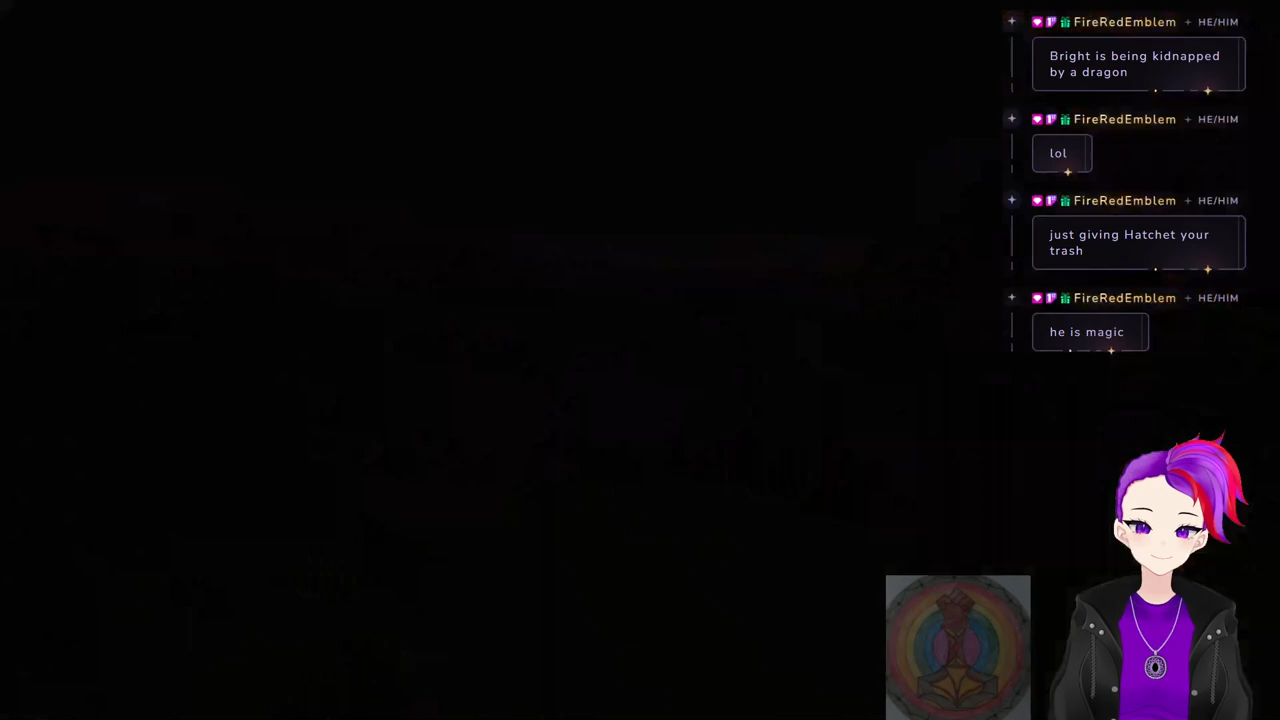 FireRedEmblem + HE/HIM
Bright is being kidnapped
by a dragon
FireRedEmblem + HE/HIM
lol
FireRedEmblem + HE/HIM
just giving Hatchet your
trash
FireRedEmblem + HE/HIM
he is magic